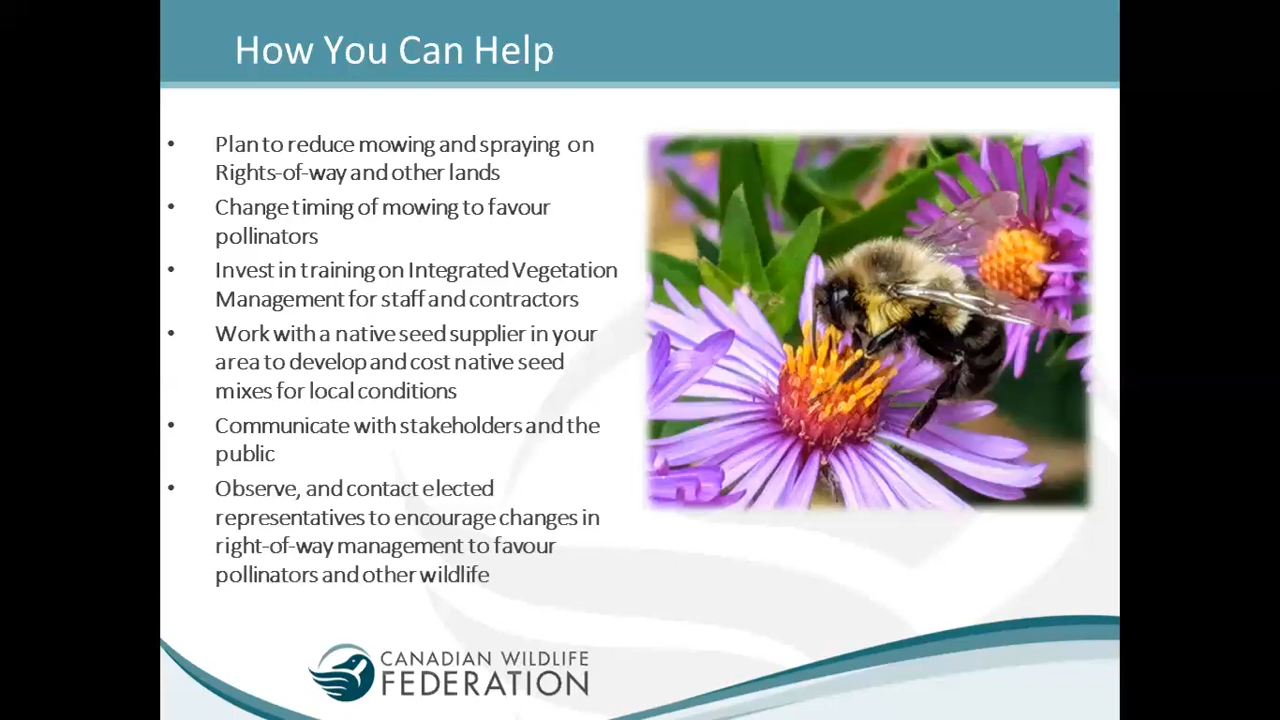 How You Can Help
• Plan to reduce mowing and spraying on
Rights-of-way and other lands
• Change timing of mowing to favour
pollinators
• Invest in training on Integrated Vegetation
Management for staff and contractors
• Work with a native seed supplier in your
area to develop and cost native seed
mixes for local conditions
• Communicate with stakeholders and the
public
• Observe, and contact elected
representatives to encourage changes in
right-of-way management to favour
pollinators and other wildlife
CANADIAN WILDLIFE
FEDERATION